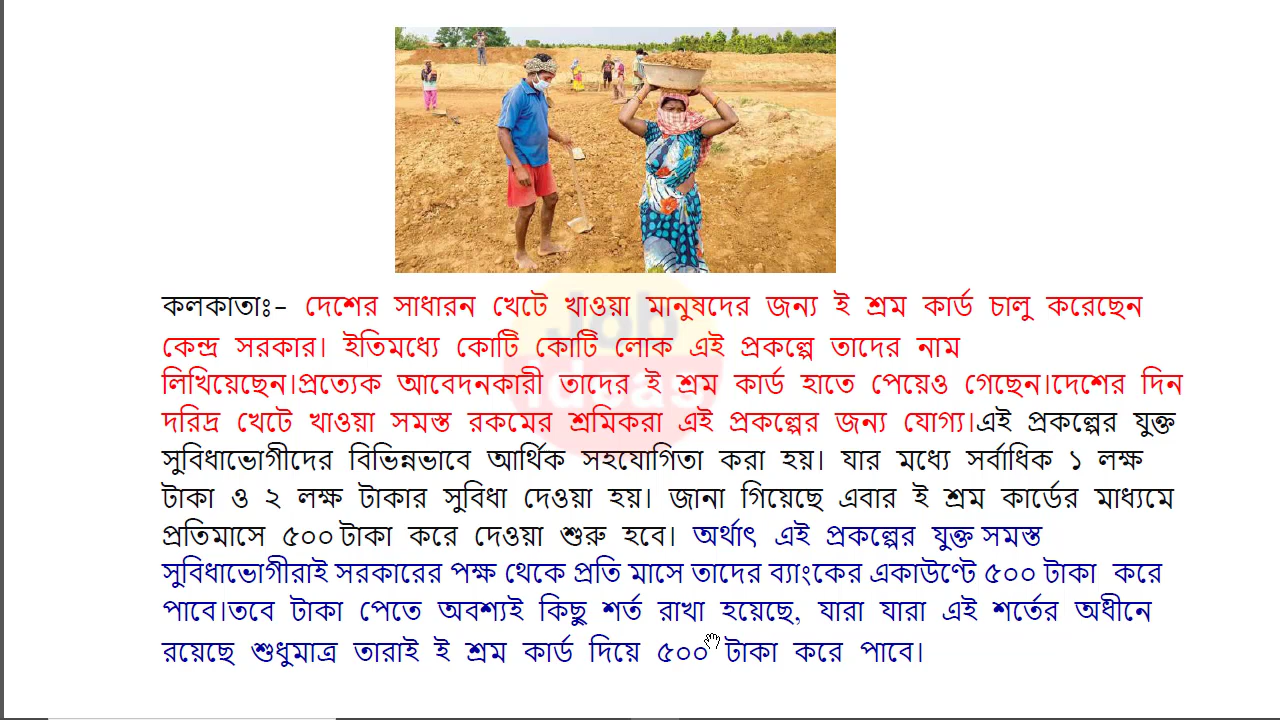 কলকাতাঃ- দেশের সাধারন খেটে খাওয়া মানুষদের জন্য ই শ্রম কার্ড চালু করেছেন
কেন্দ্র সরকার। ইতিমধ্যে কোটি কোটি লোক এই প্রকল্পে তাদের নাম
লিখিয়েছেন।প্রত্যেক আবেদনকারী তাদের ই শ্রম কার্ড হাতে পেয়েও গেছেন।দেশের দিন
দরিদ্র খেটে খাওয়া সমস্ত রকমের শ্রমিকরা এই প্রকল্পের জন্য যোগ্য।এই প্রকল্পের যুক্ত
সুবিধাভোগীদের বিভিন্নভাবে আর্থিক সহযোগিতা করা হয়। যার মধ্যে সর্বাধিক ১ লক্ষ
টাকা ও ২ লক্ষ টাকার সুবিধা দেওয়া হয়। জানা গিয়েছে এবার ই শ্রম কার্ডের মাধ্যমে
প্রতিমাসে ৫০০ টাকা করে দেওয়া শুরু হবে। অর্থাৎ এই প্রকল্পের যুক্ত সমস্ত
সুবিধাভোগীরাই সরকারের পক্ষ থেকে প্রতি মাসে তাদের ব্যাংকের একাউণ্টে ৫০০ টাকা করে
পাবে।তবে টাকা পেতে অবশ্যই কিছু শর্ত রাখা হয়েছে, যারা যারা এই শর্তের অধীনে
রয়েছে শুধুমাত্র তারাই ই শ্রম কার্ড দিয়ে ৫০০ টাকা করে পাবে।
Job
Ideas